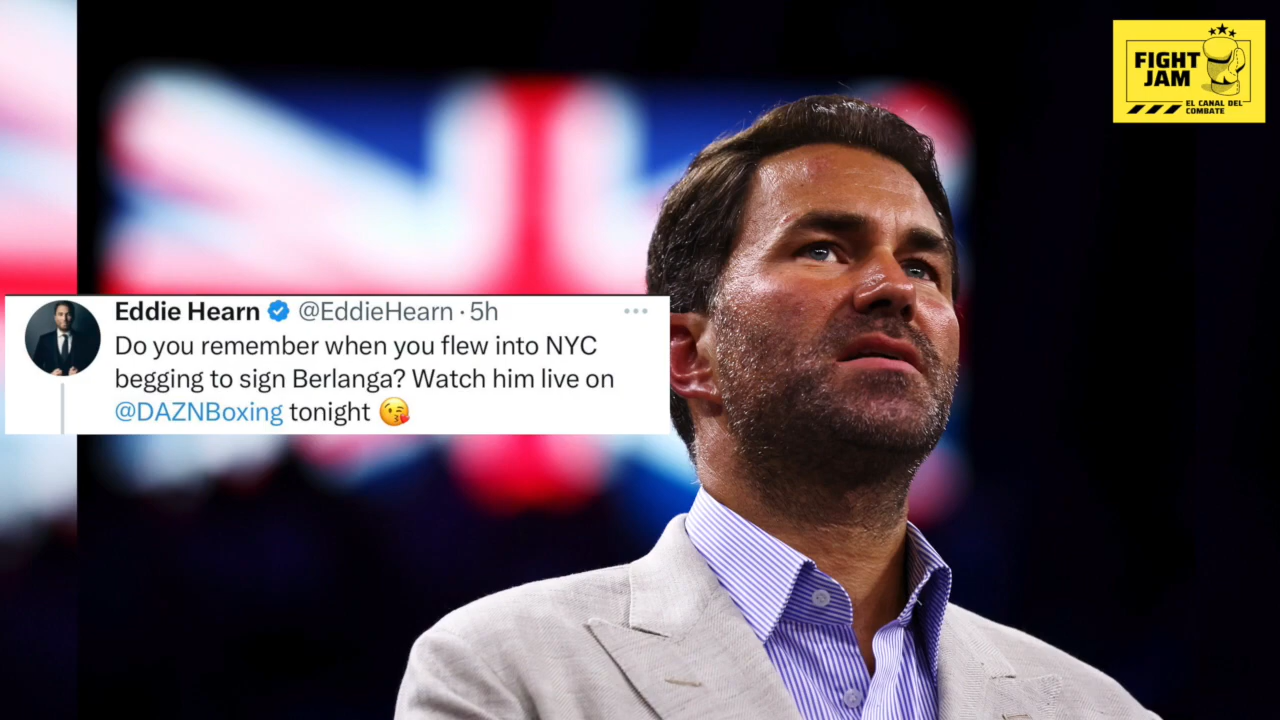 FIGHT
JAM
EL CANAL DEL
COMBATE
Eddie Hearn @EddieHearn · 5h
Do you remember when you flew into NYC
begging to sign Berlanga? Watch him live on
@DAZNBoxing tonight 😘